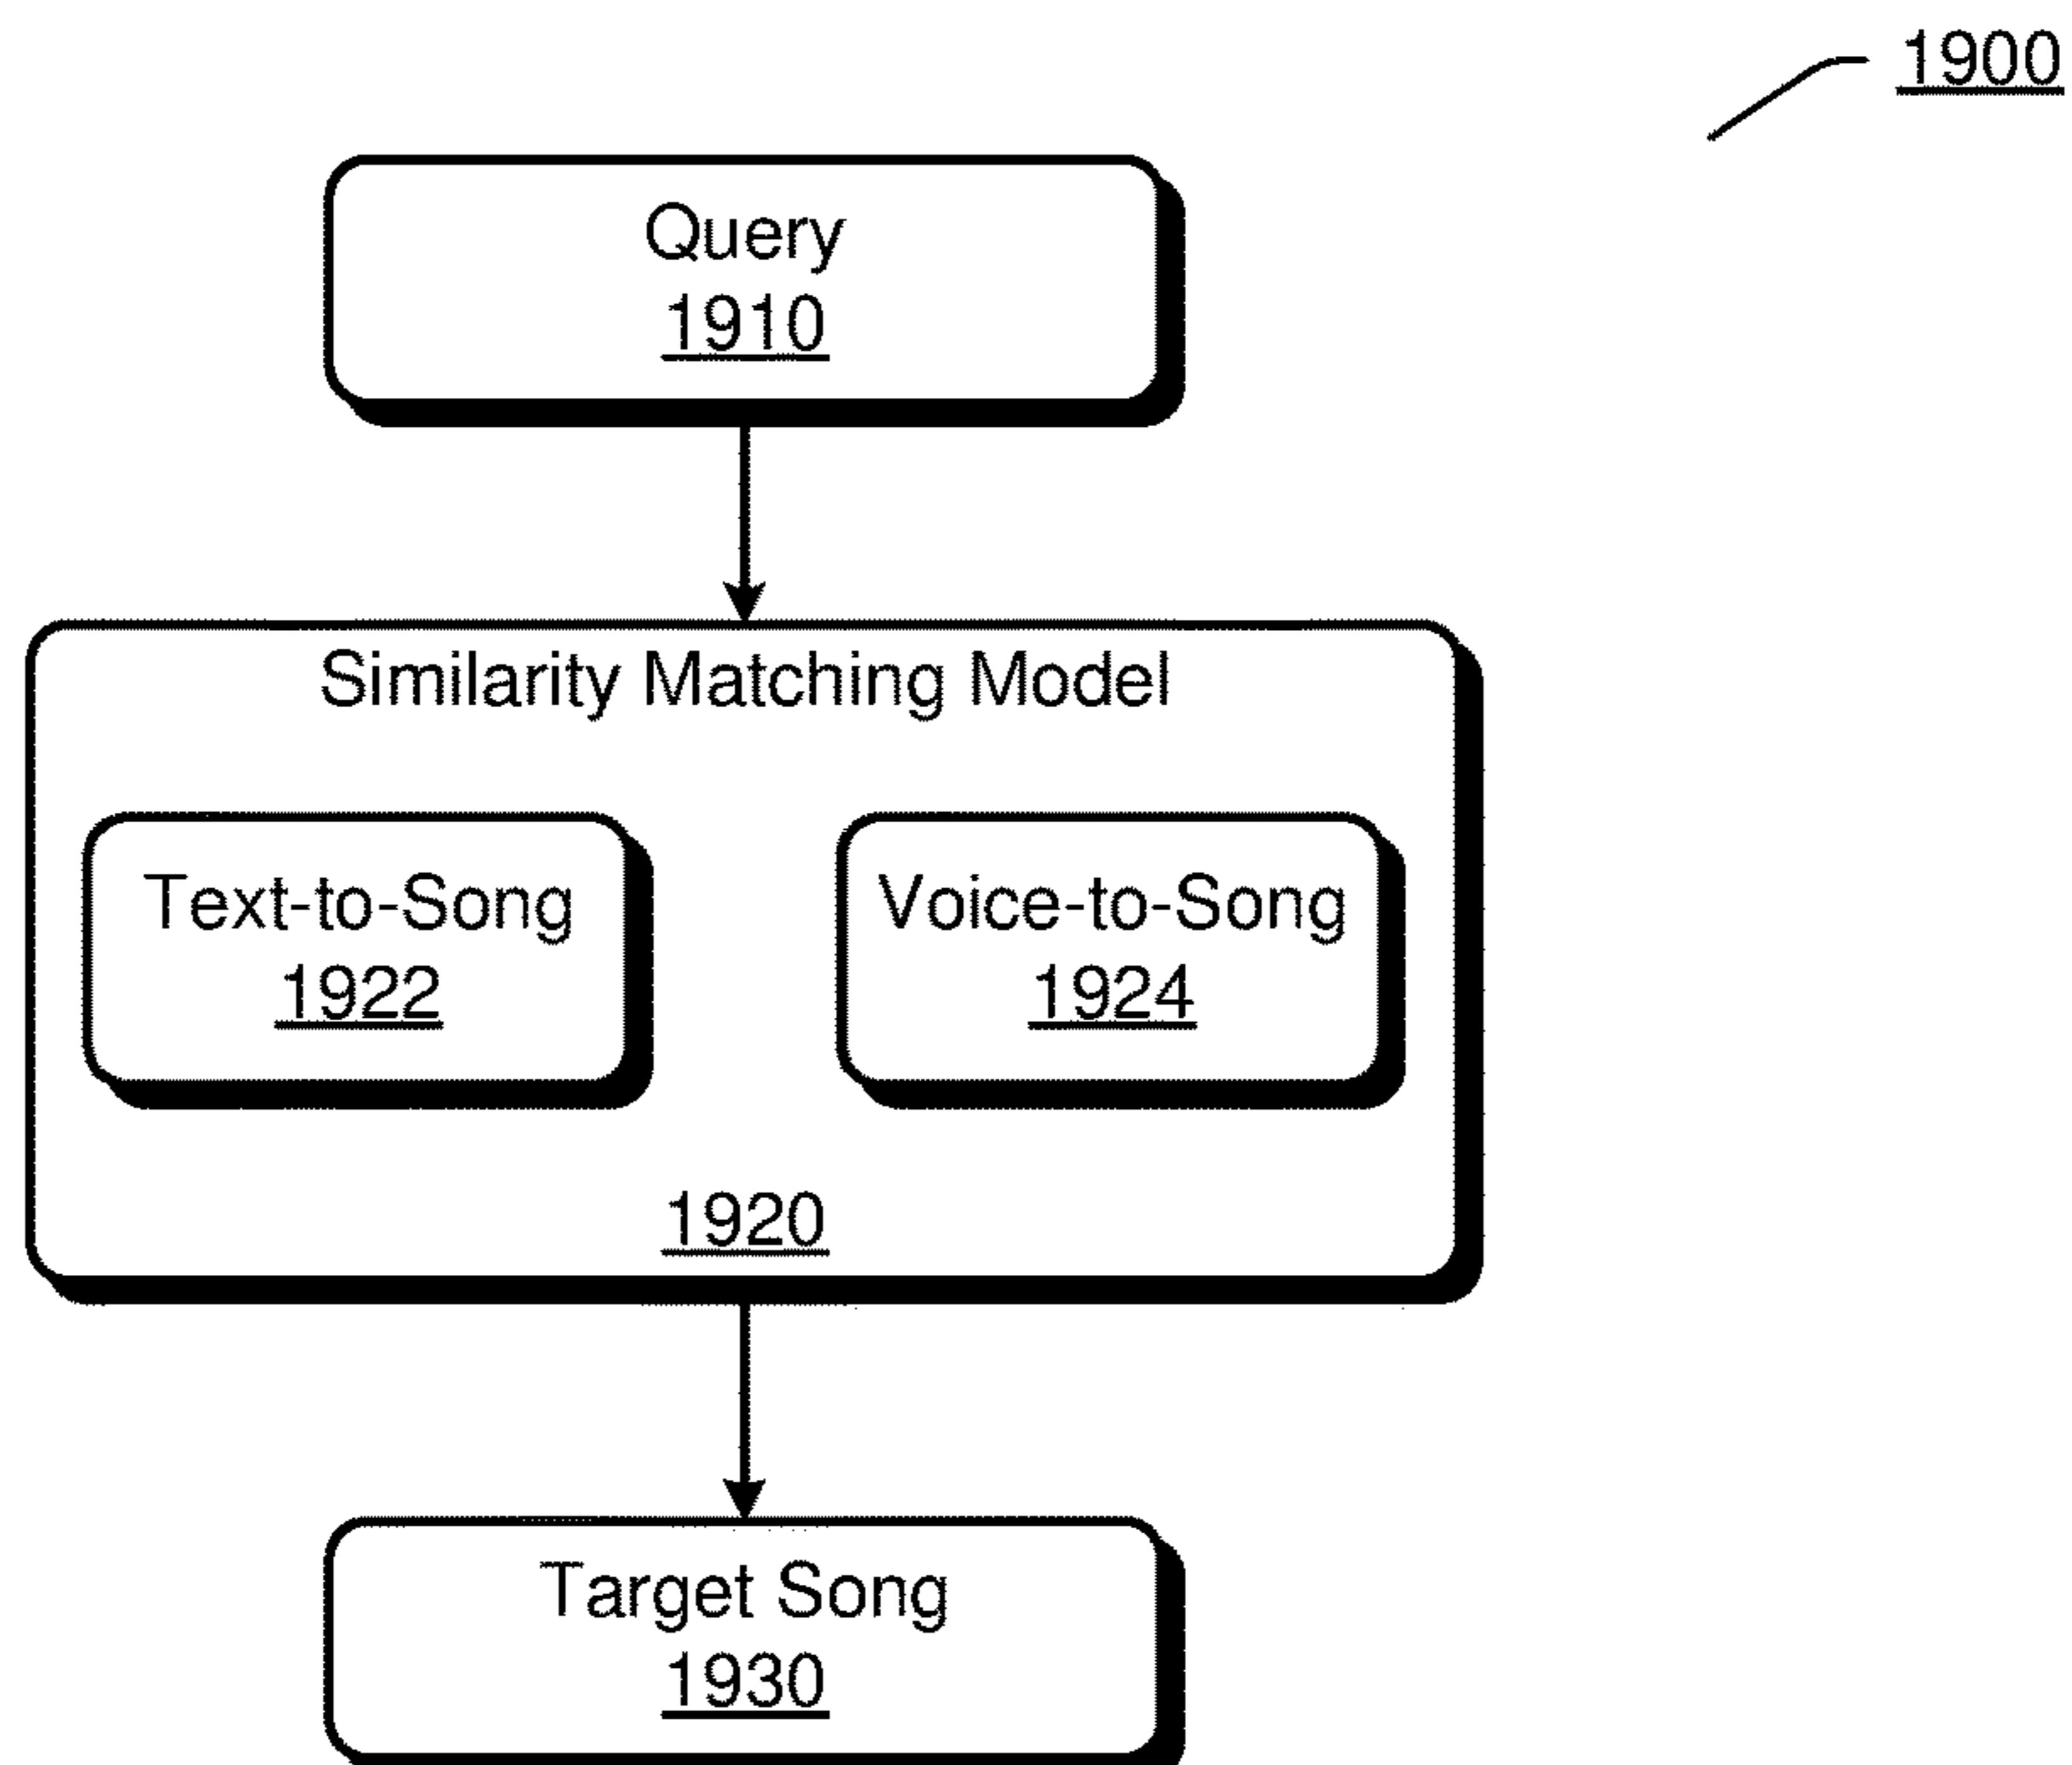 1900
Query
1910
Similarity Matching Model
Text-to-Song
1922
Voice-to-Song
1924
1920
Target Song
1930